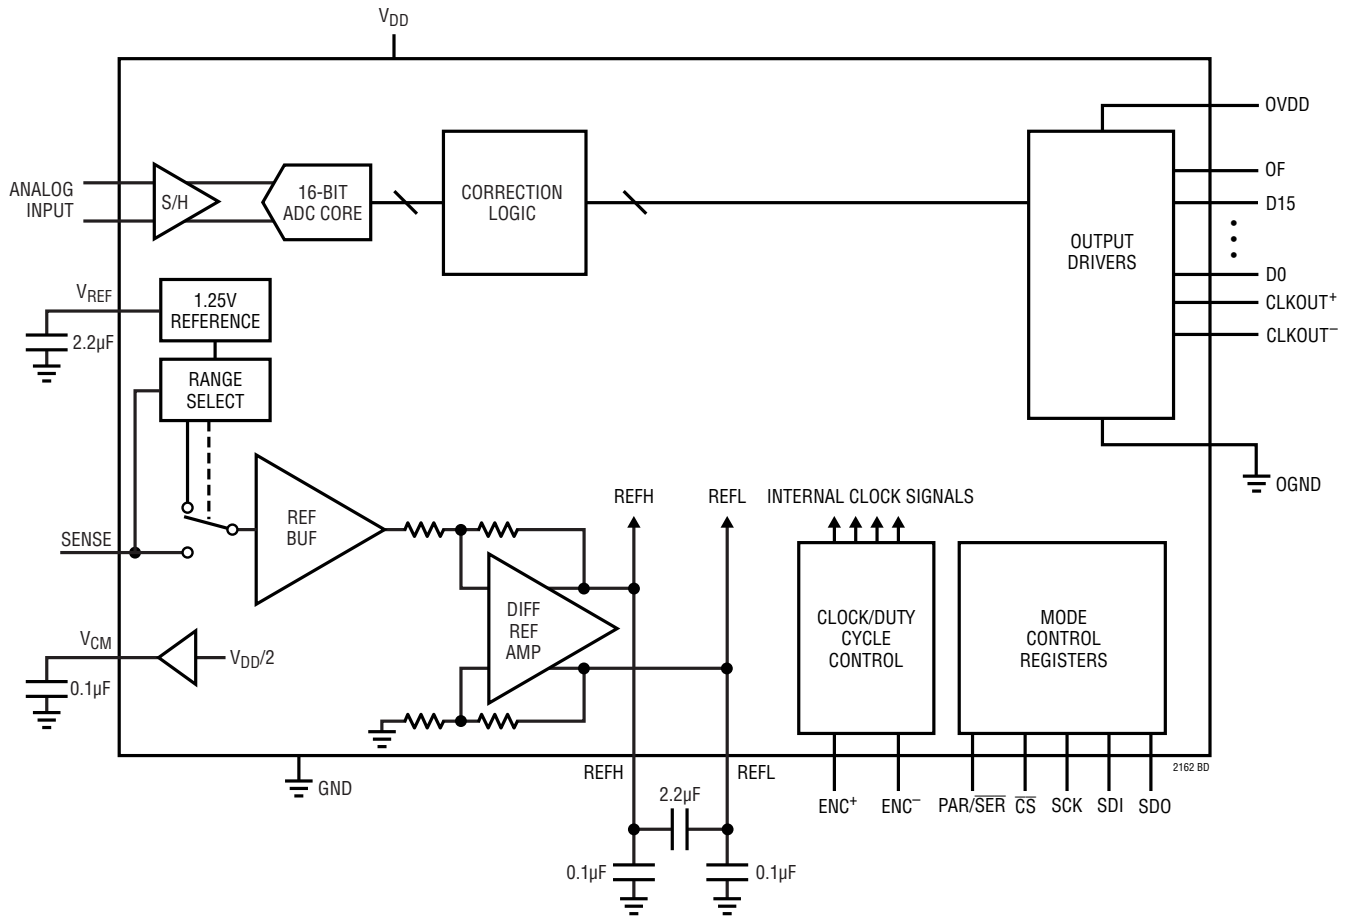 VDD
OVDD
OF
D15
D0
CLKOUT+
CLKOUT–
OGND
ANALOG
INPUT
S/H
16-BIT
ADC CORE
CORRECTION
LOGIC
OUTPUT
DRIVERS
VREF
2.2µF
1.25V
REFERENCE
RANGE
SELECT
SENSE
REF
BUF
REFH
REFL
INTERNAL CLOCK SIGNALS
DIFF
REF
AMP
CLOCK/DUTY
CYCLE
CONTROL
MODE
CONTROL
REGISTERS
VCM
0.1µF
VDD/2
GND
REFH
REFL
2.2µF
0.1µF
0.1µF
ENC+
ENC–
PAR/SER
CS
SCK
SDI
SDO
2162 BD